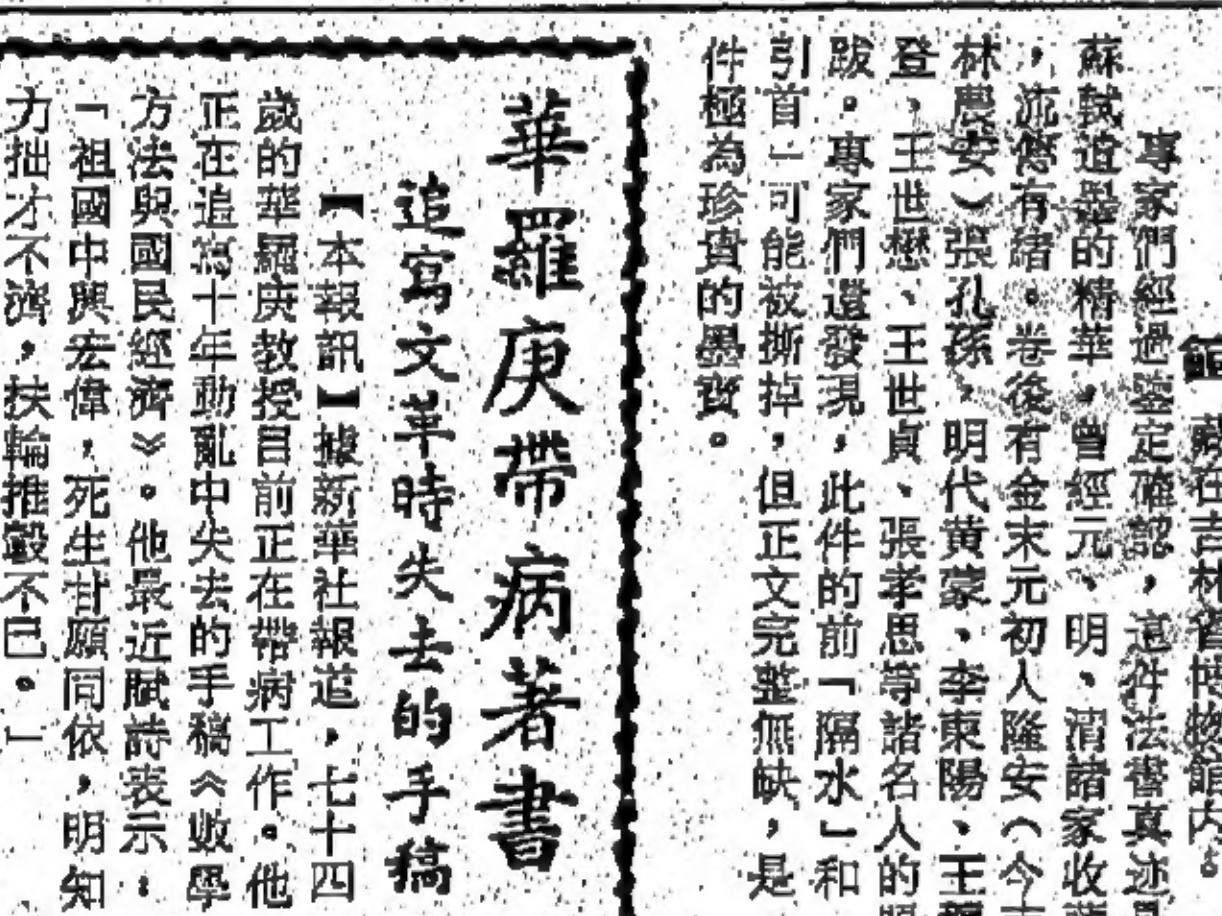 館藏在吉林省博物館內。
專家們經過鑒定確認,這件法書真迹
蘇軾遺墨的精華,曾經元、明、清諸家收
,流傳有緒。卷後有金末元初人隆安(今
林農安)張孔孫,明代黄蒙、李東陽、王
登、王世懋、王世貞、張孝思等諸名人的
跋。專家們還發現,此件的前「隔水」和
引首」可能被撕掉,但正文完整無缺,是
件極為珍貴的墨寶。
華羅庚帶病著書
追寫文革時失去的手稿
【本報訊】據新華社報道,七十四
歲的華羅庚教授目前正在帶病工作。他
正在追寫十年動亂中失去的手稿《數學
方法與國民經濟》。他最近賦詩表示:
「祖國中興宏偉,死生甘願同依,明知
力拙才不濟,扶輪推轂不已。」